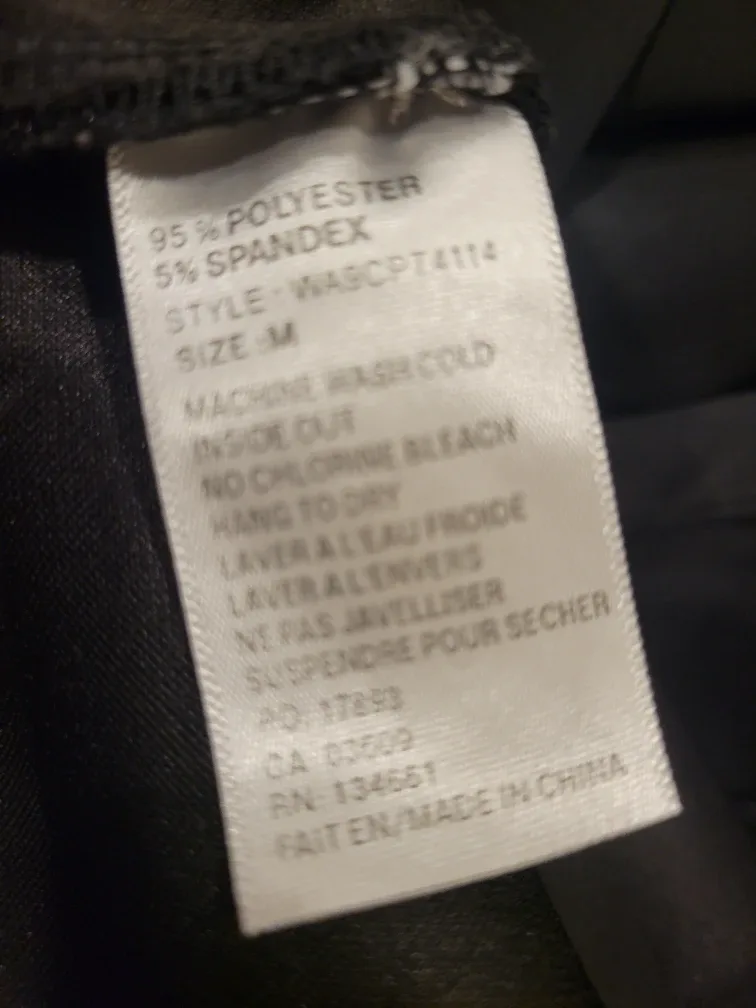 95 % POLYESTER
5% SPANDEX
STYLE - WA9CPT4114
SIZE : M
MACHINE WASH COLD
INSIDE OUT
NO CHLORINE BLEACH
HANG TO DRY
LAVER A L'EAU FROIDE
LAVER A L'ENVERS
NE PAS JAVELLISER
SUSPENDRE POUR SECHER
PO: 17893
CA
RN: 134661
FAIT EN/MADE IN CHINA